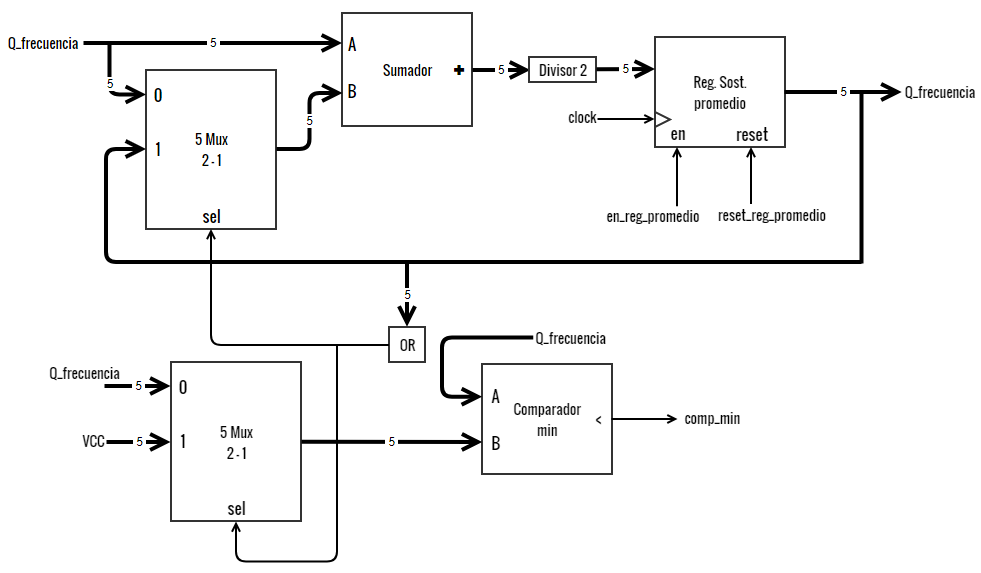 Q_frecuencia
5
A
Sumador
+
5
Divisor 2
5
Reg. Sost.
promedio
5
Q_frecuencia
5
0
B
5
clock
en
reset
5 Mux
2-1
1
sel
en_reg_promedio
reset_reg_promedio
5
OR
Q_frecuencia
Q_frecuencia
5
0
A
Comparador
min
<
comp_min
VCC
5
1
5 Mux
2-1
5
B
sel